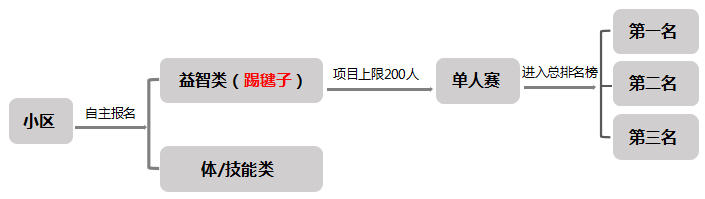 小区
自主报名
益智类（踢毽子）
体/技能类
项目上限200人
单人赛
进入总排名榜
第一名
第二名
第三名